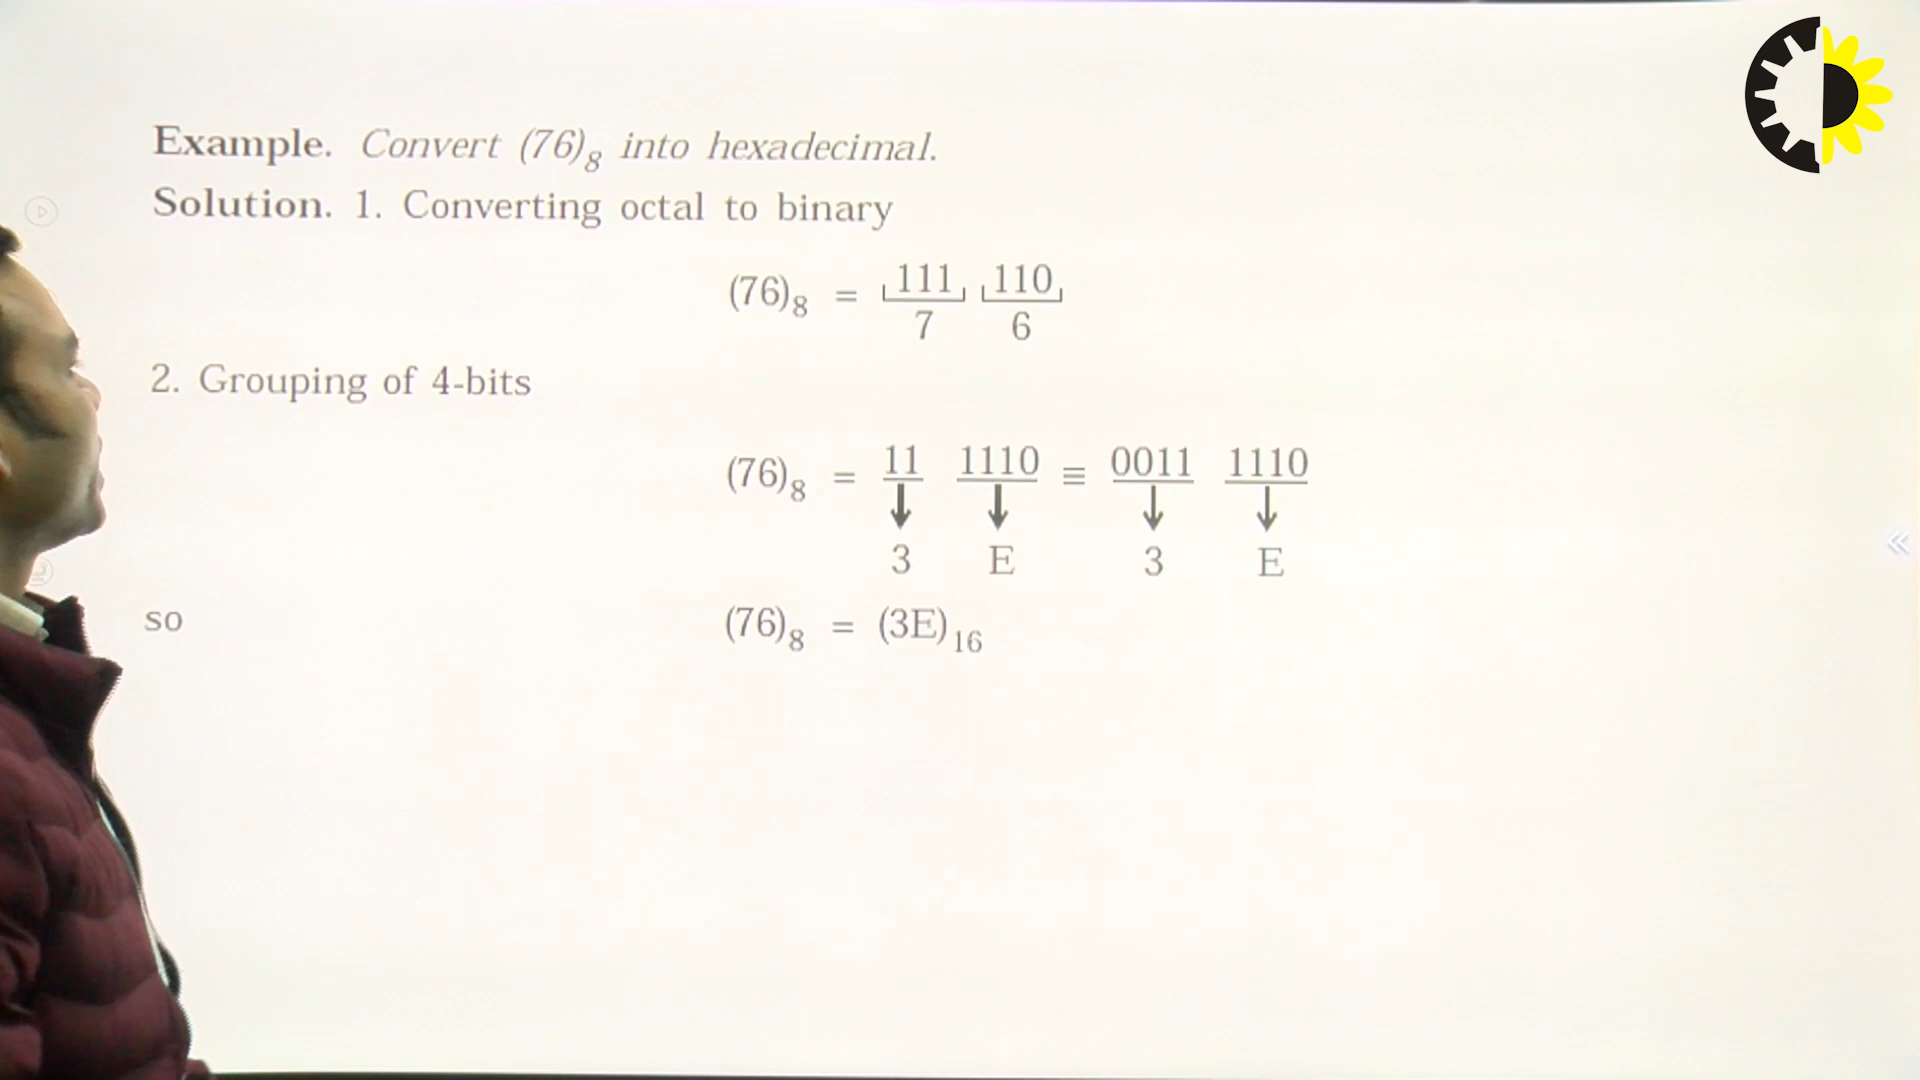 Example. Convert (76)₈ into hexadecimal.
Solution. 1. Converting octal to binary
(76)₈ = 111 110
7 6
2. Grouping of 4-bits
(76)₈ = 11 1110 ≡ 0011 1110
3 E 3 E
so (76)₈ = (3E)₁₆